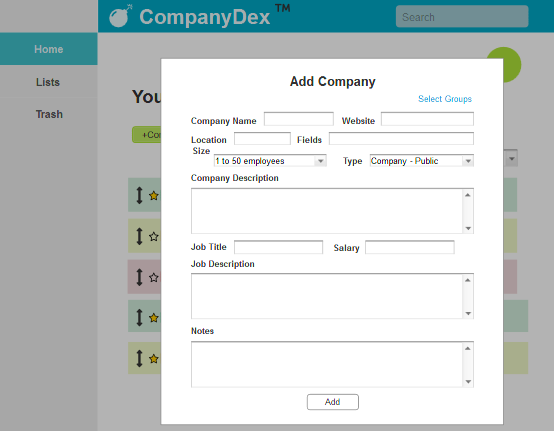 CompanyDex™
Search
Home
Lists
Trash
You
+Co
Add Company
Select Groups
Company Name
Website
Location
Fields
Size
1 to 50 employees
Type
Company - Public
Company Description
Job Title
Salary
Job Description
Notes
Add